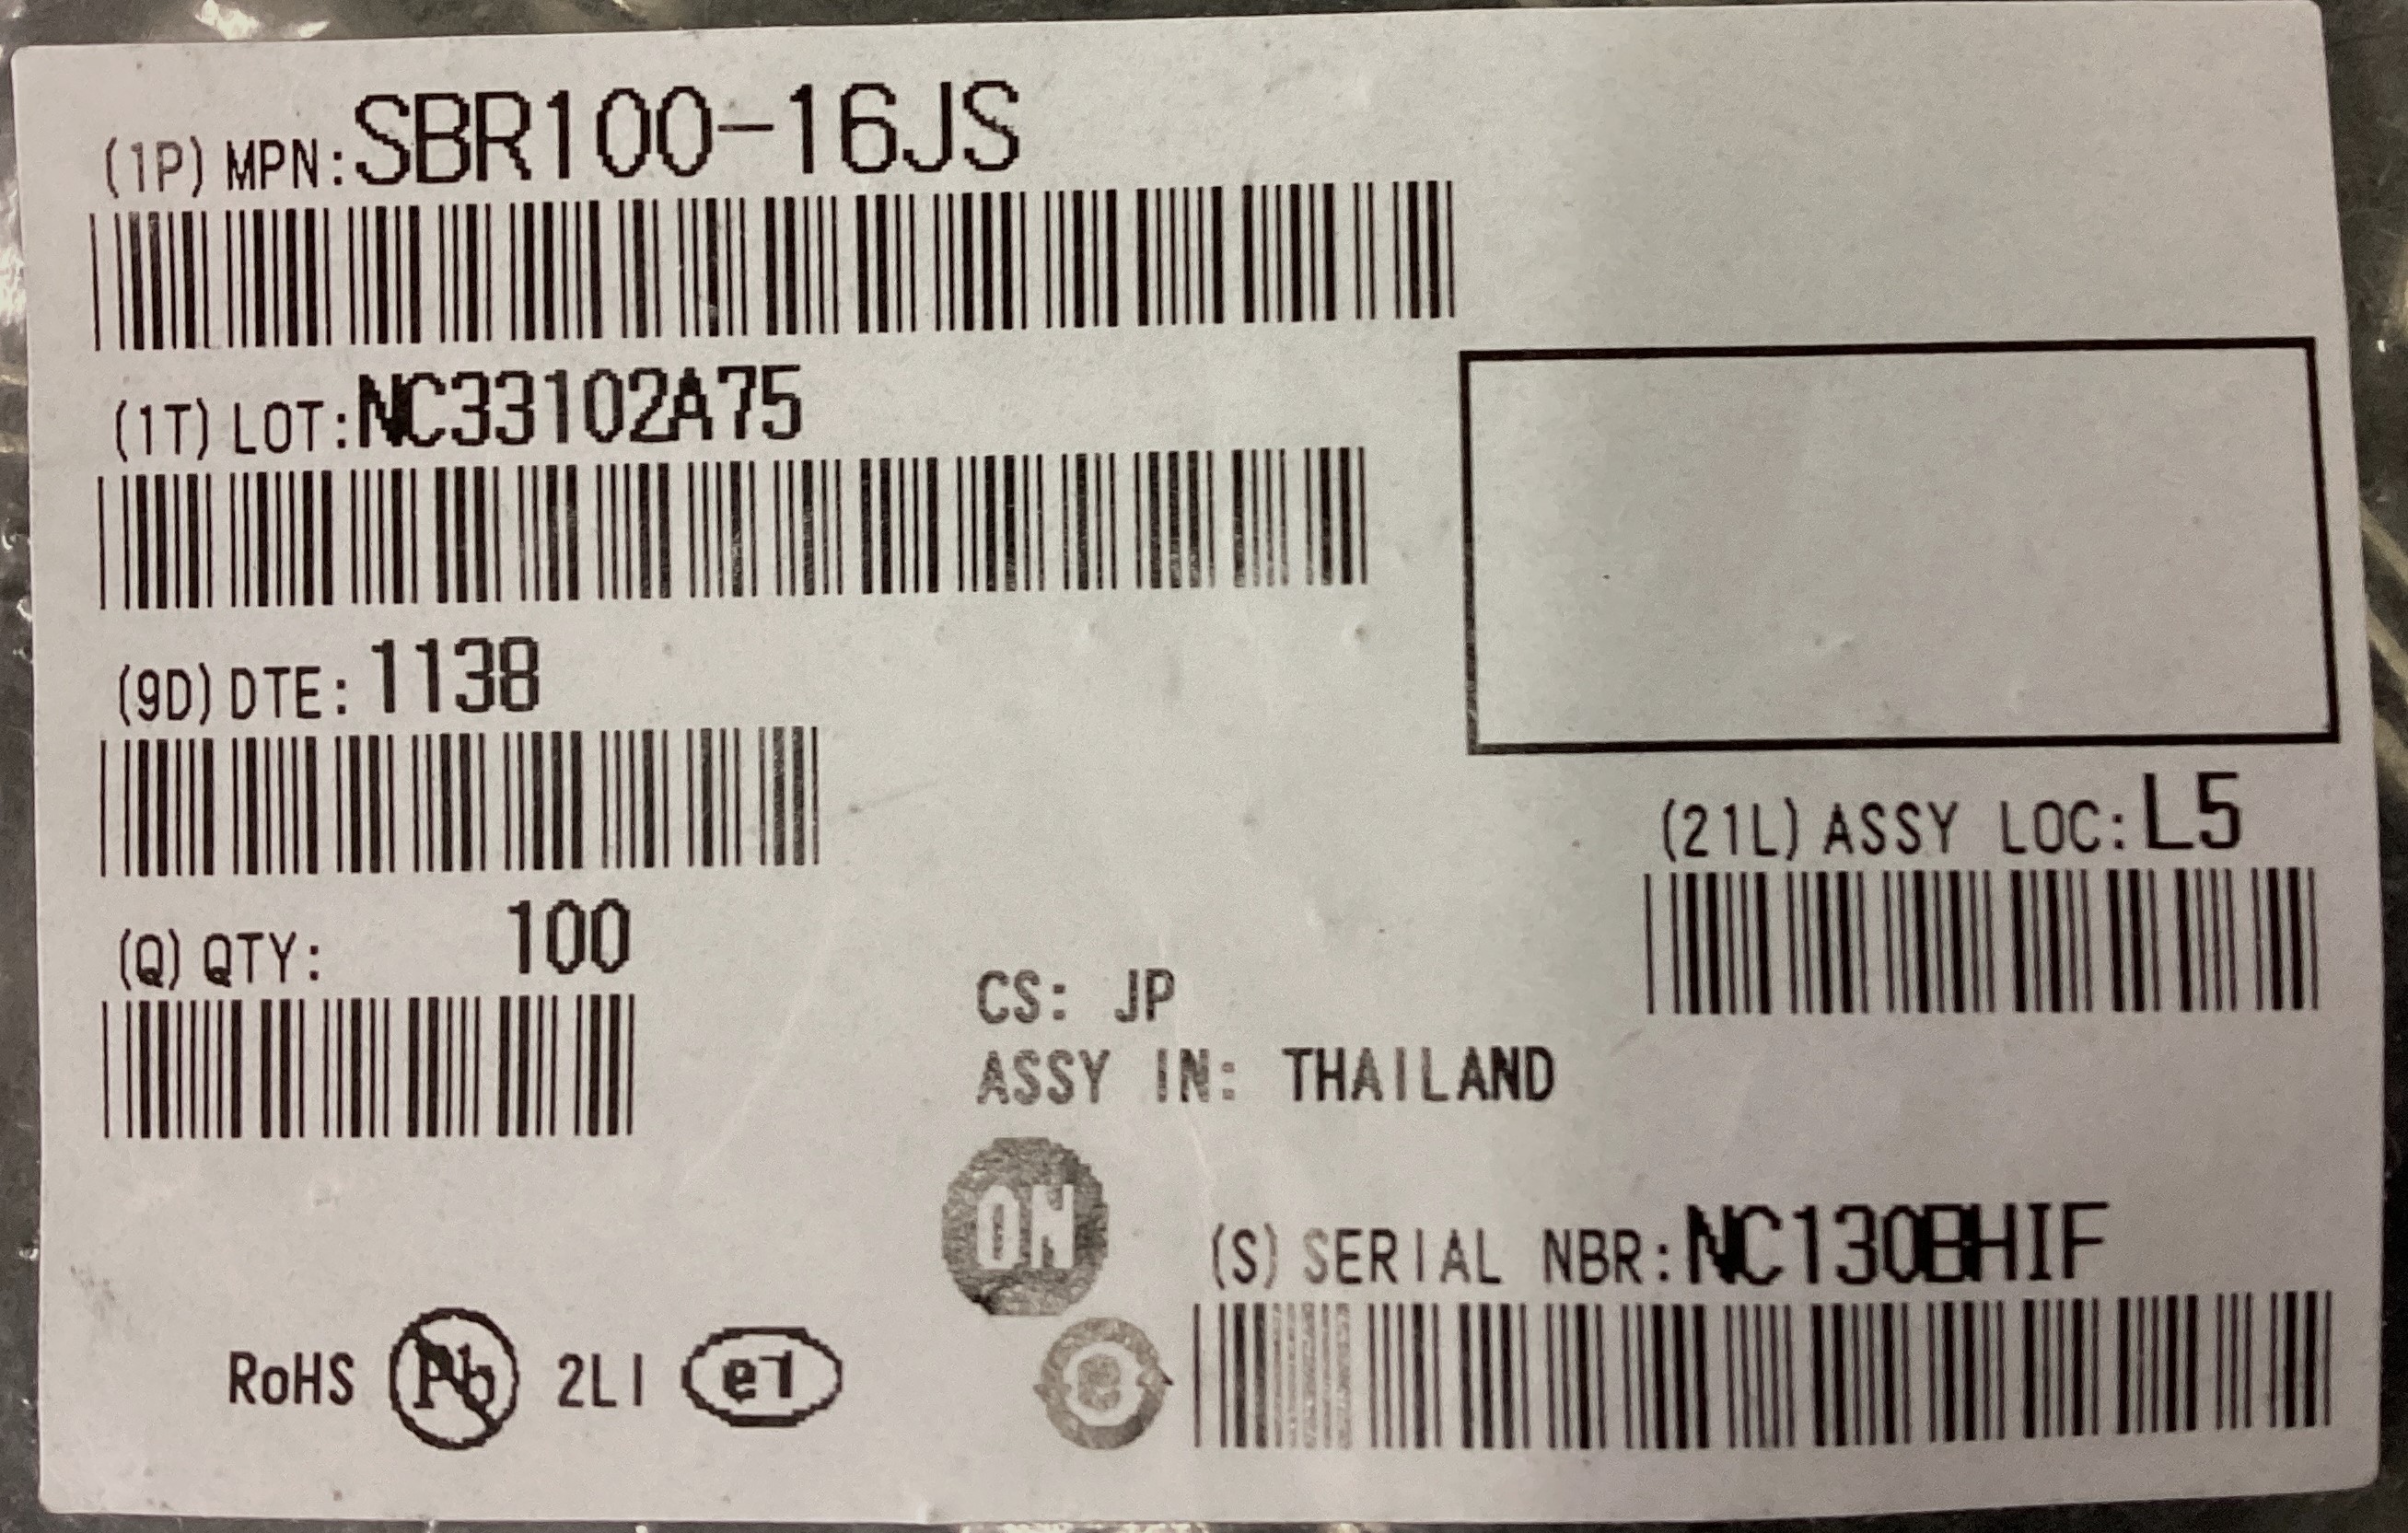 (1P) MPN:SBR100-16JS
(1T) LOT:NC33102A75
(9D) DTE: 1138
(21L) ASSY LOC:L5
(Q) QTY: 100
CS: JP
ASSY IN: THAILAND
ON
(S) SERIAL NBR:NC130BHIF
RoHS Pb 2LI e1